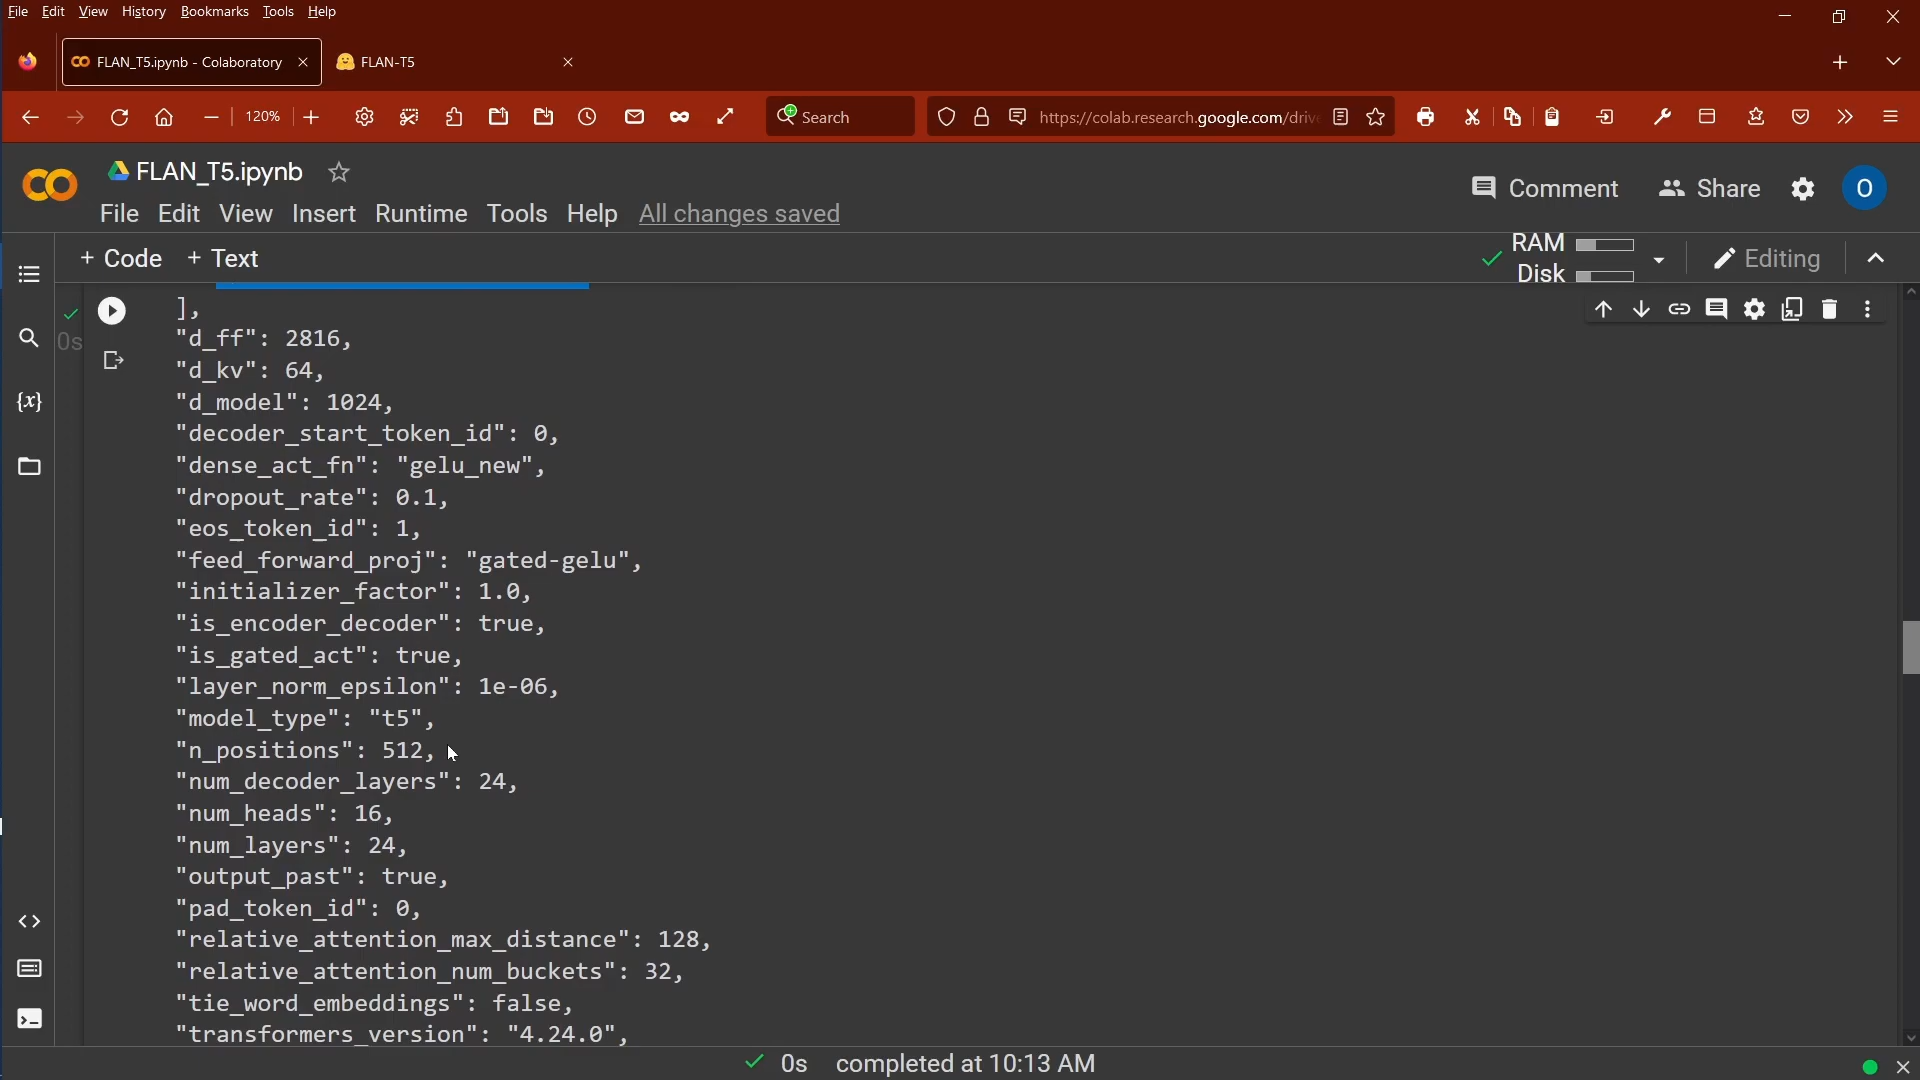 File Edit View History Bookmarks Tools Help
FLAN_T5.ipynb - Colaboratory
FLAN-T5
120%
Search
https://colab.research.google.com/driv
FLAN_T5.ipynb
Comment
Share
O
File Edit View Insert Runtime Tools Help All changes saved
+ Code + Text
RAM
Disk
Editing
0s
{x}
],
"d_ff": 2816,
"d_kv": 64,
"d_model": 1024,
"decoder_start_token_id": 0,
"dense_act_fn": "gelu_new",
"dropout_rate": 0.1,
"eos_token_id": 1,
"feed_forward_proj": "gated-gelu",
"initializer_factor": 1.0,
"is_encoder_decoder": true,
"is_gated_act": true,
"layer_norm_epsilon": 1e-06,
"model_type": "t5",
"n_positions": 512,
"num_decoder_layers": 24,
"num_heads": 16,
"num_layers": 24,
"output_past": true,
"pad_token_id": 0,
"relative_attention_max_distance": 128,
"relative_attention_num_buckets": 32,
"tie_word_embeddings": false,
"transformers_version": "4.24.0",
0s completed at 10:13 AM